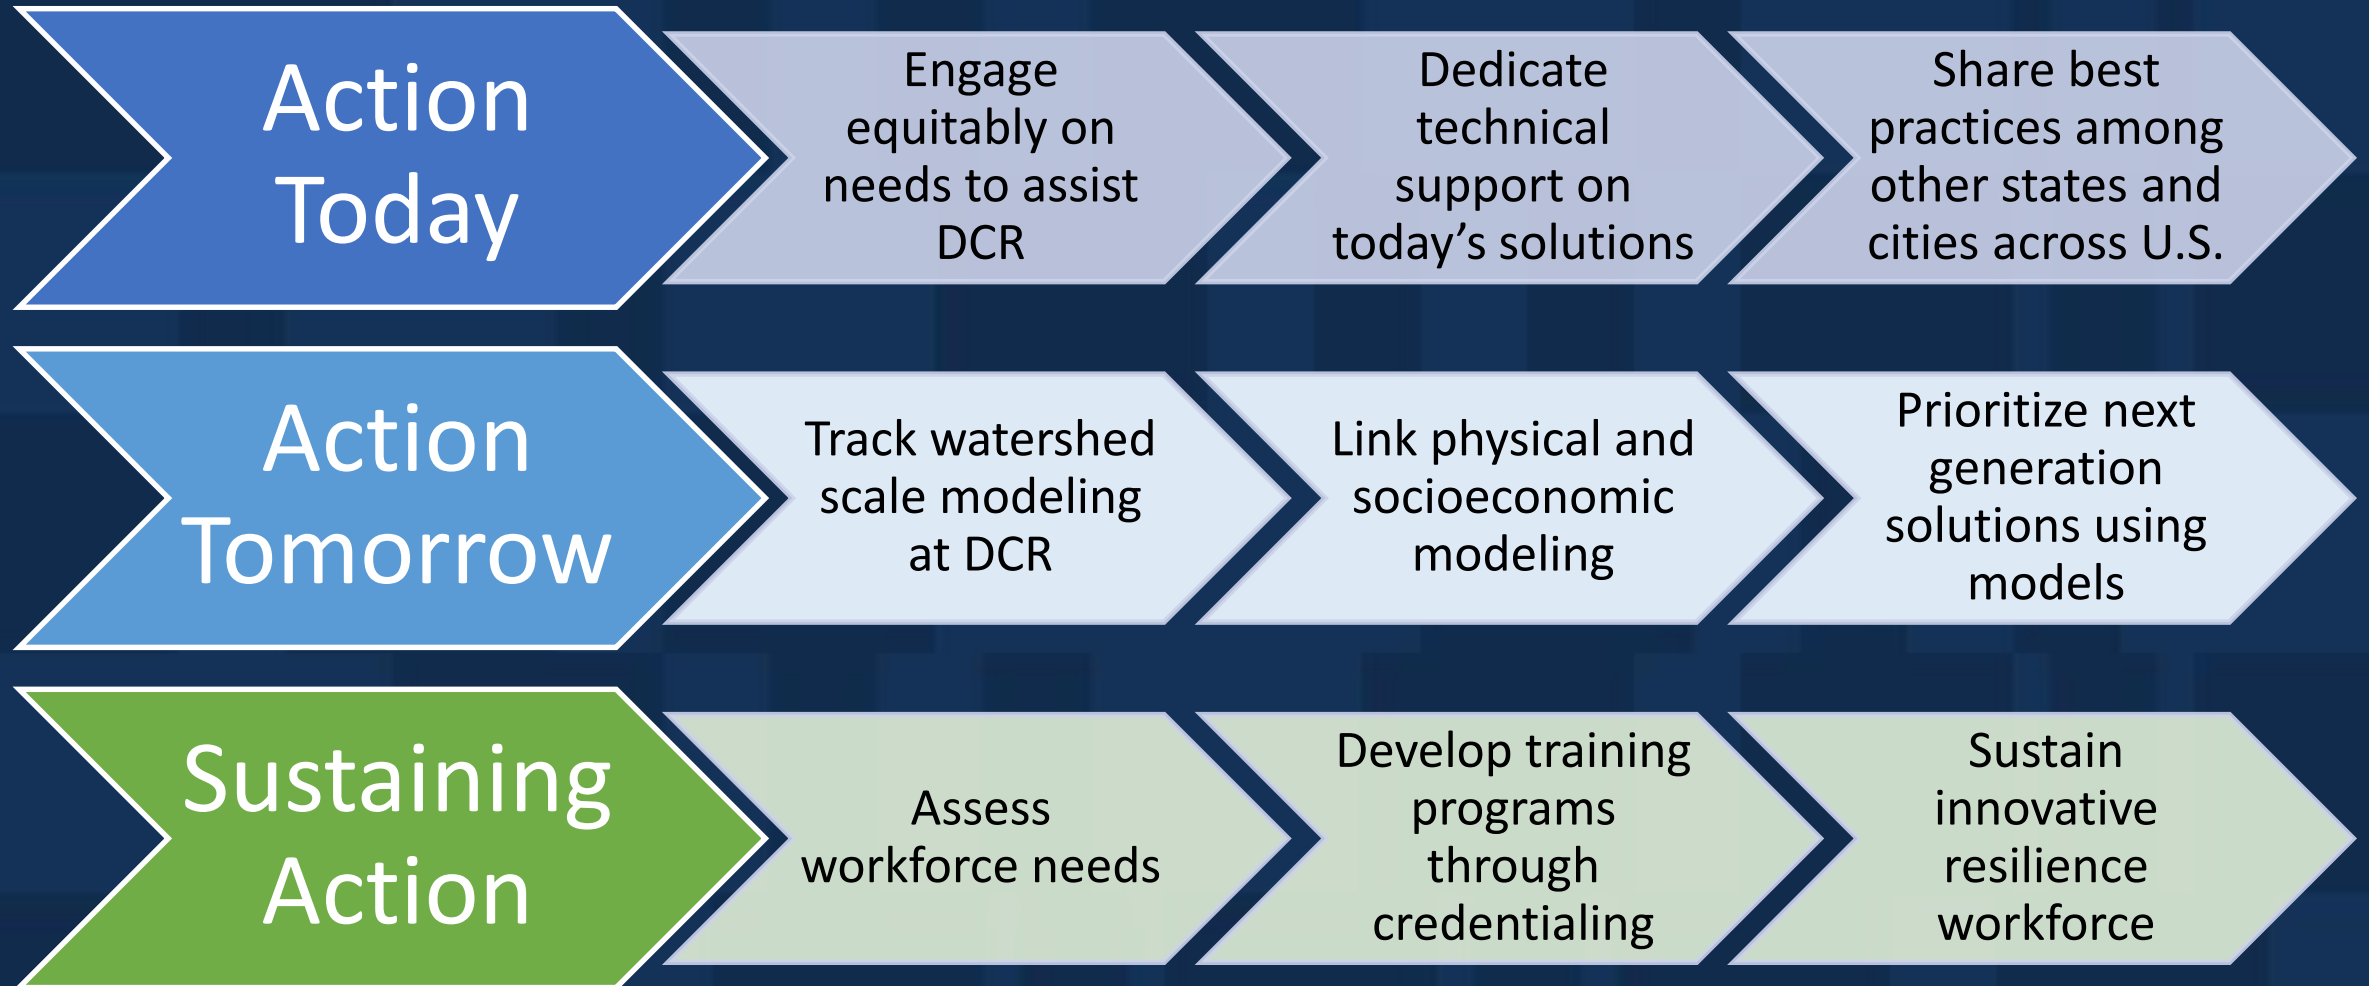 Action
Today
Engage
equitably on
needs to assist
DCR
Dedicate
technical
support on
today’s solutions
Share best
practices among
other states and
cities across U.S.
Action
Tomorrow
Track watershed
scale modeling
at DCR
Link physical and
socioeconomic
modeling
Prioritize next
generation
solutions using
models
Sustaining
Action
Assess
workforce needs
Develop training
programs
through
credentialing
Sustain
innovative
resilience
workforce